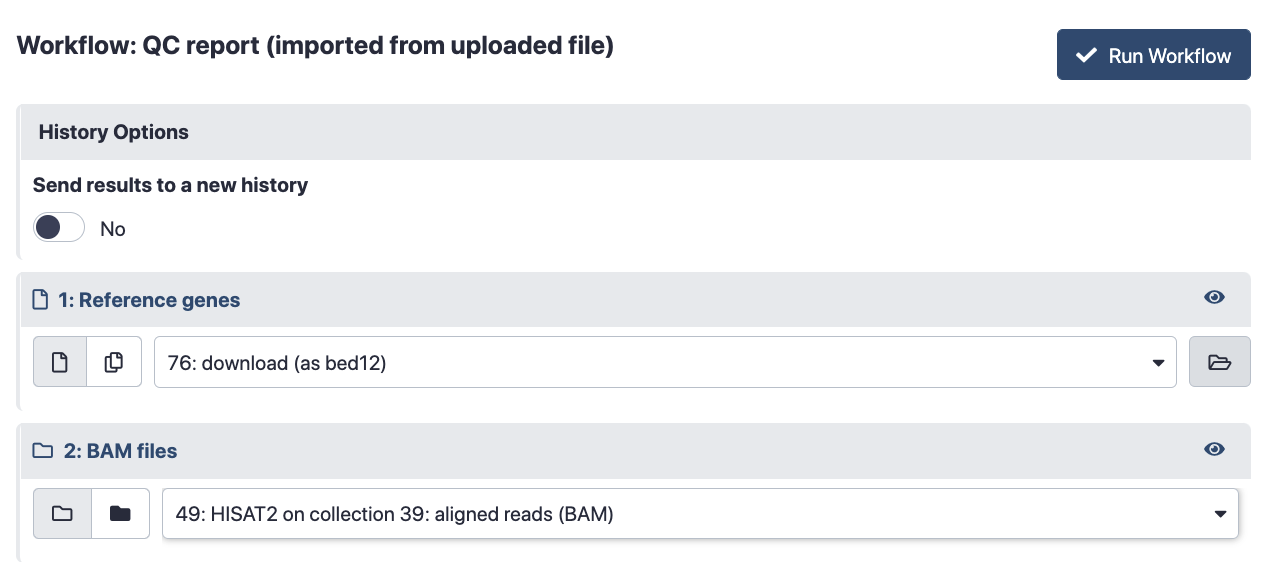 Workflow: QC report (imported from uploaded file)
Run Workflow
History Options
Send results to a new history
No
1: Reference genes
76: download (as bed12)
2: BAM files
49: HISAT2 on collection 39: aligned reads (BAM)